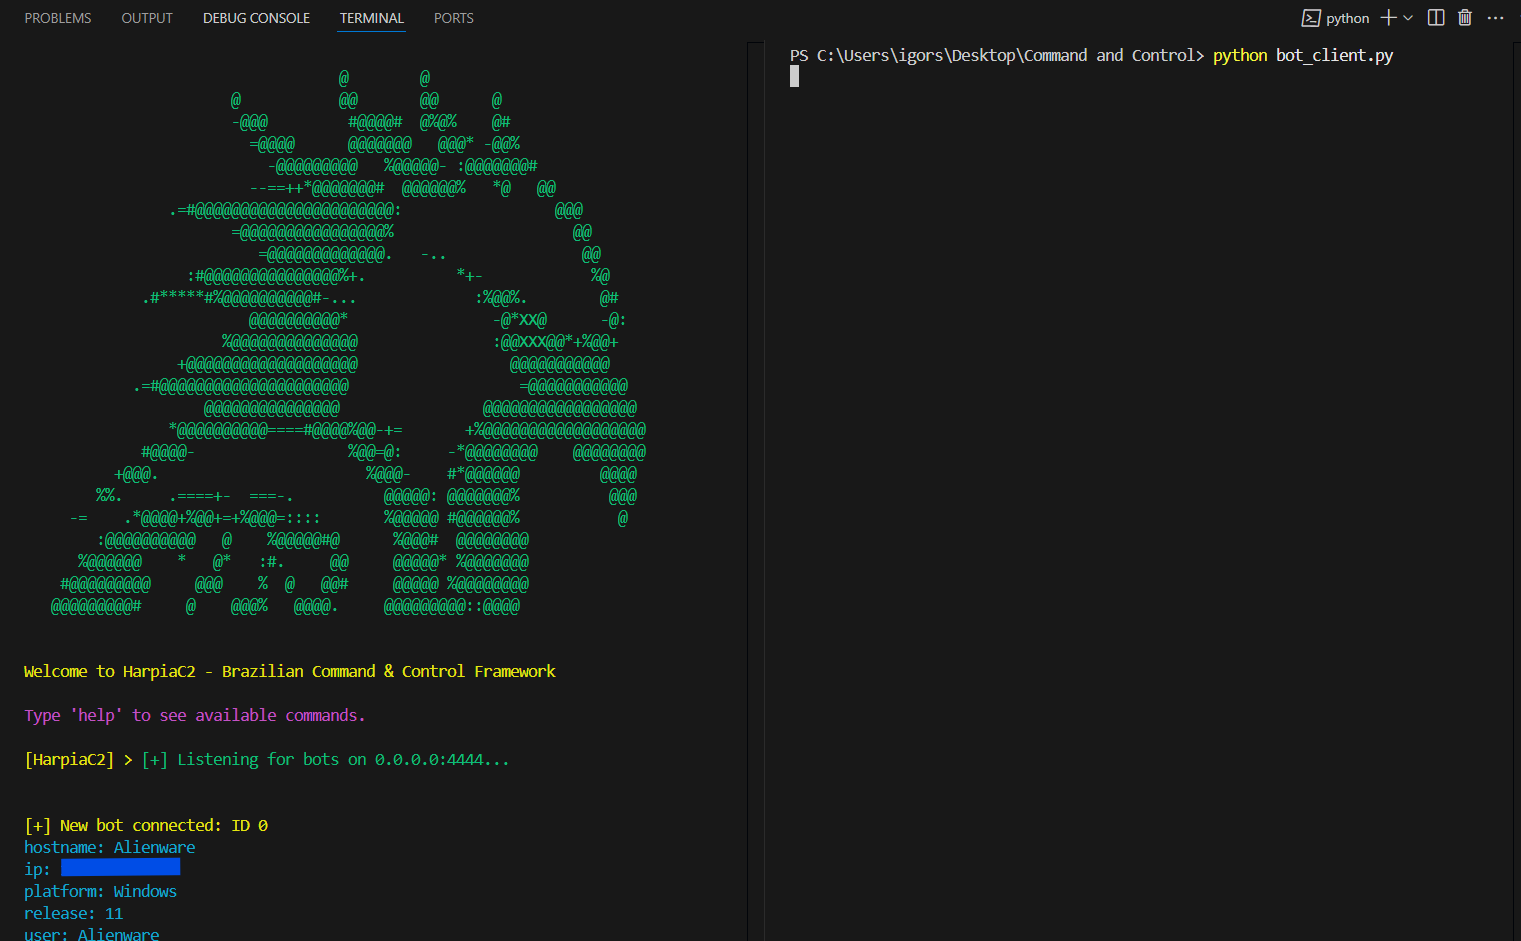 PROBLEMS OUTPUT DEBUG CONSOLE TERMINAL PORTS
python
PS C:\Users\igors\Desktop\Command and Control> python bot_client.py
Welcome to HarpiaC2 - Brazilian Command & Control Framework
Type 'help' to see available commands.
[HarpiaC2] > [+] Listening for bots on 0.0.0.0:4444...
[+] New bot connected: ID 0
hostname: Alienware
ip:
platform: Windows
release: 11
user: Alienware